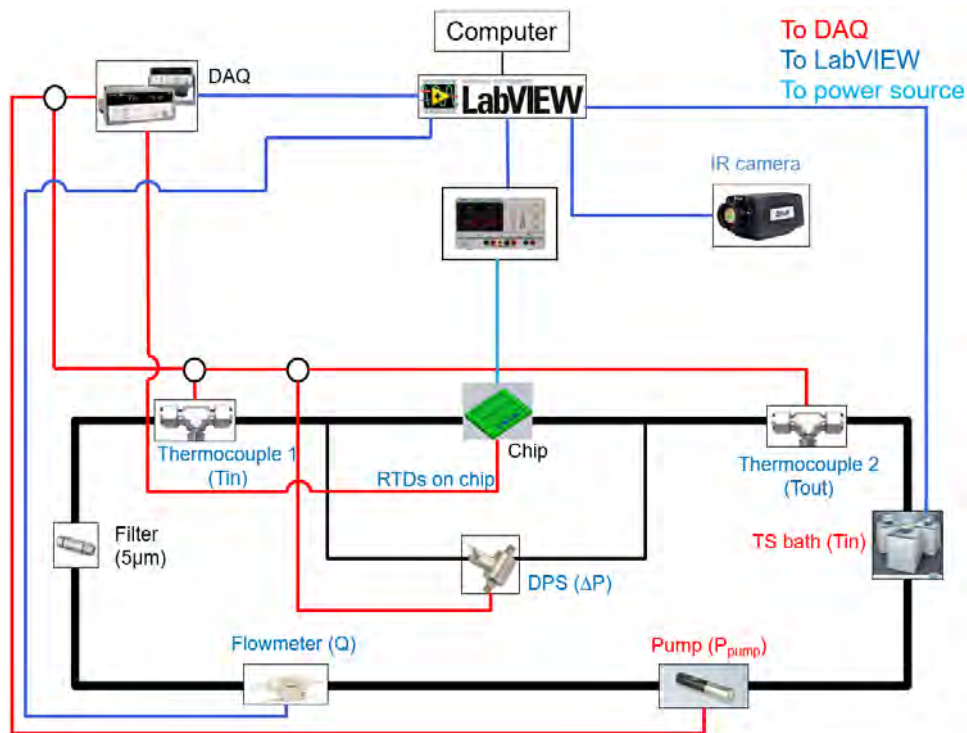 Computer
To DAQ
To LabVIEW
To power source
DAQ
LabVIEW
IR camera
Thermocouple 1
(Tin)
RTDs on chip
Chip
Thermocouple 2
(Tout)
Filter
(5µm)
DPS (ΔP)
TS bath (Tin)
Flowmeter (Q)
Pump (Ppump)